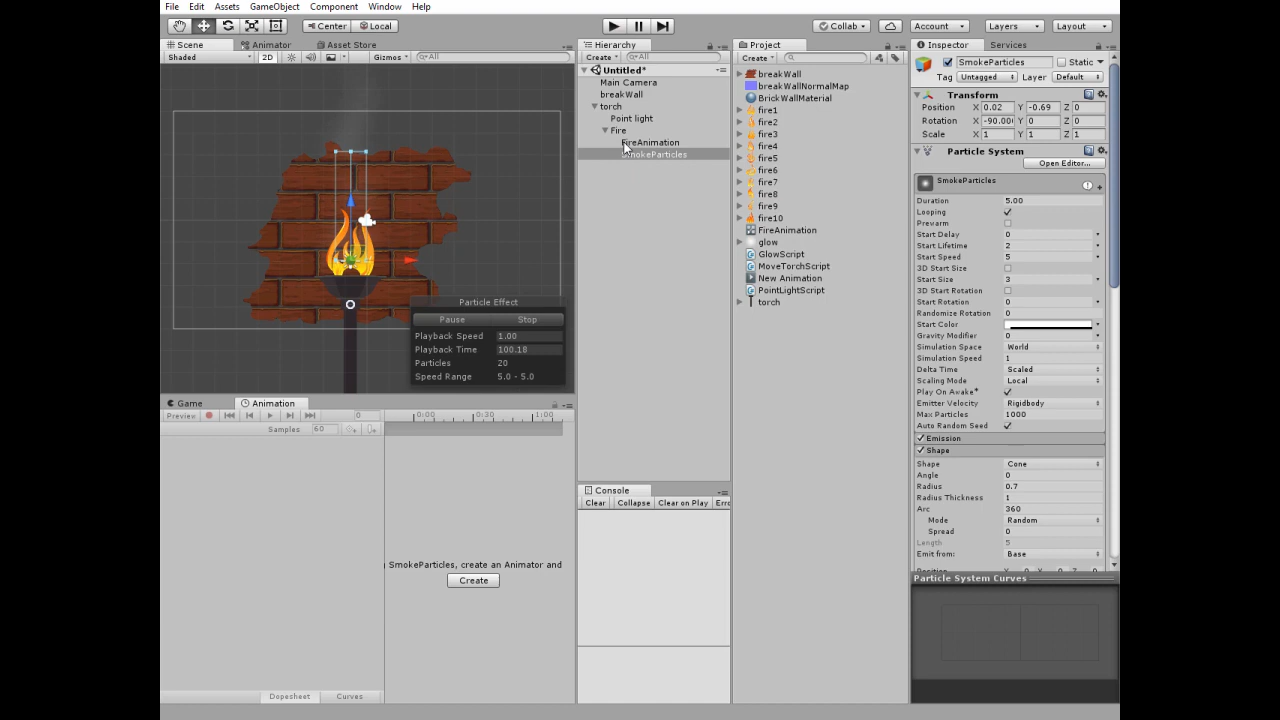 File Edit Assets GameObject Component Window Help
Center Local Collab Account Layers Layout
Scene Animator Asset Store
Shaded 2D Gizmos All
Particle Effect
Pause Stop
Playback Speed 1.00
Playback Time 100.18
Particles 20
Speed Range 5.0 - 5.0
Game Animation
Preview 0 0:00 0:30 1:00
Samples 60
SmokeParticles, create an Animator and
Create
Dopesheet Curves
Hierarchy
Create All
Untitled*
Main Camera
breakWall
torch
Point light
Fire
FireAnimation
SmokeParticles
Console
Clear Collapse Clear on Play Erro
Project
Create
breakWall
breakWallNormalMap
BrickWallMaterial
fire1
fire2
fire3
fire4
fire5
fire6
fire7
fire8
fire9
fire10
FireAnimation
glow
GlowScript
MoveTorchScript
New Animation
PointLightScript
torch
Inspector Services
SmokeParticles Static
Tag Untagged Layer Default
Transform
Position X 0.02 Y -0.69 Z 0
Rotation X -90.00 Y 0 Z 0
Scale X 1 Y 1 Z 1
Particle System
Open Editor...
SmokeParticles
Duration 5.00
Looping
Prewarm
Start Delay 0
Start Lifetime 2
Start Speed 5
3D Start Size
Start Size 3
3D Start Rotation
Start Rotation 0
Randomize Rotation 0
Start Color
Gravity Modifier 0
Simulation Space World
Simulation Speed 1
Delta Time Scaled
Scaling Mode Local
Play On Awake*
Emitter Velocity Rigidbody
Max Particles 1000
Auto Random Seed
Emission
Shape
Shape Cone
Angle 0
Radius 0.7
Radius Thickness 1
Arc 360
Mode Random
Spread 0
Length 5
Emit from: Base
Particle System Curves